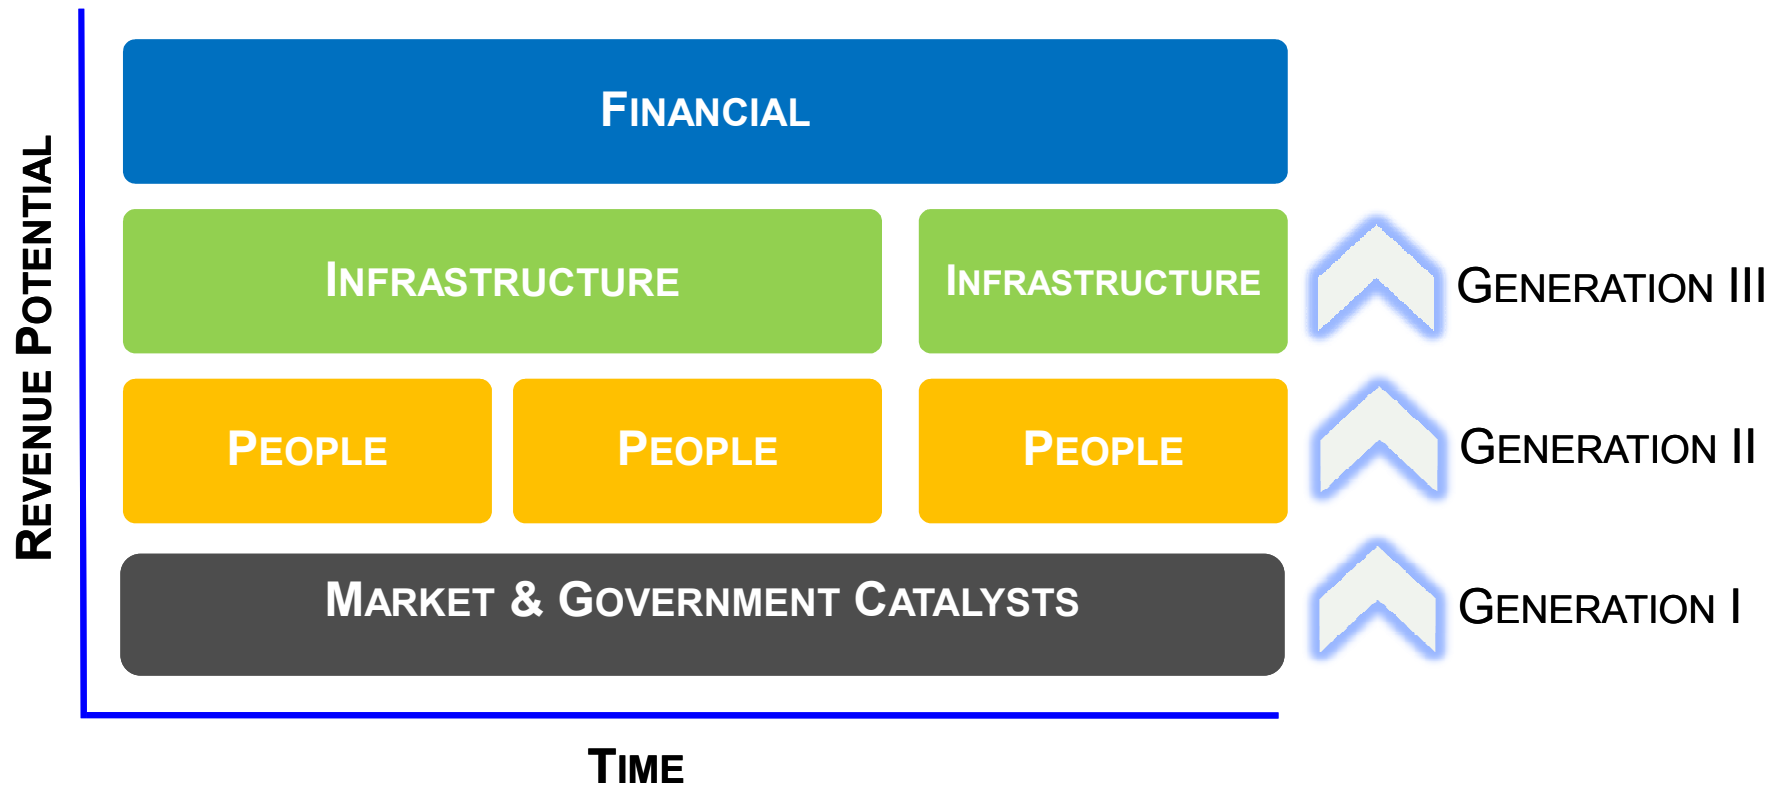 FINANCIAL
INFRASTRUCTURE
INFRASTRUCTURE
GENERATION III
PEOPLE
PEOPLE
PEOPLE
GENERATION II
MARKET & GOVERNMENT CATALYSTS
GENERATION I
REVENUE POTENTIAL
TIME